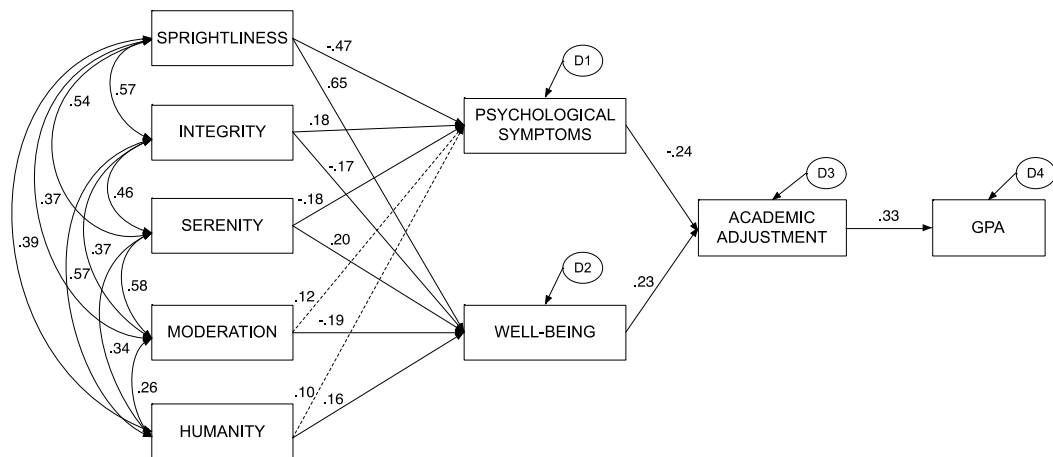 SPRIGHTLINESS
INTEGRITY
SERENITY
MODERATION
HUMANITY
.57
.54
.46
.37
.37
.39
.57
.58
.34
.26
-.47
.65
.18
-.17
-.18
.20
.12
-.19
.10
.16
D1
PSYCHOLOGICAL
SYMPTOMS
D2
WELL-BEING
-.24
.23
D3
ACADEMIC
ADJUSTMENT
.33
D4
GPA